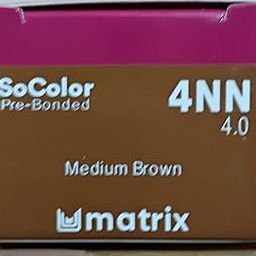 SoColor
Pre-Bonded
4NN
4.0
Medium Brown
matrix